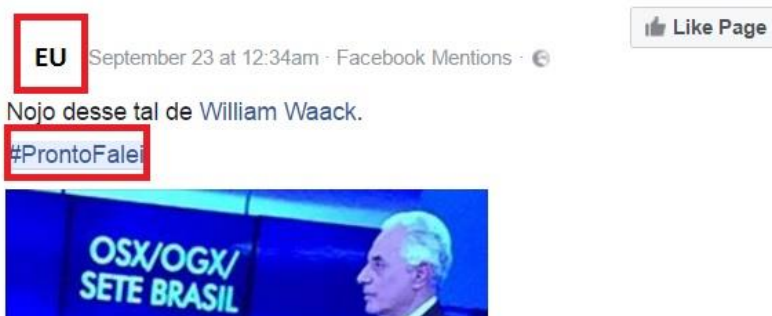 Like Page
EU September 23 at 12:34am · Facebook Mentions ·
Nojo desse tal de William Waack.
#ProntoFalei
OSX/OGX/
SETE BRASIL